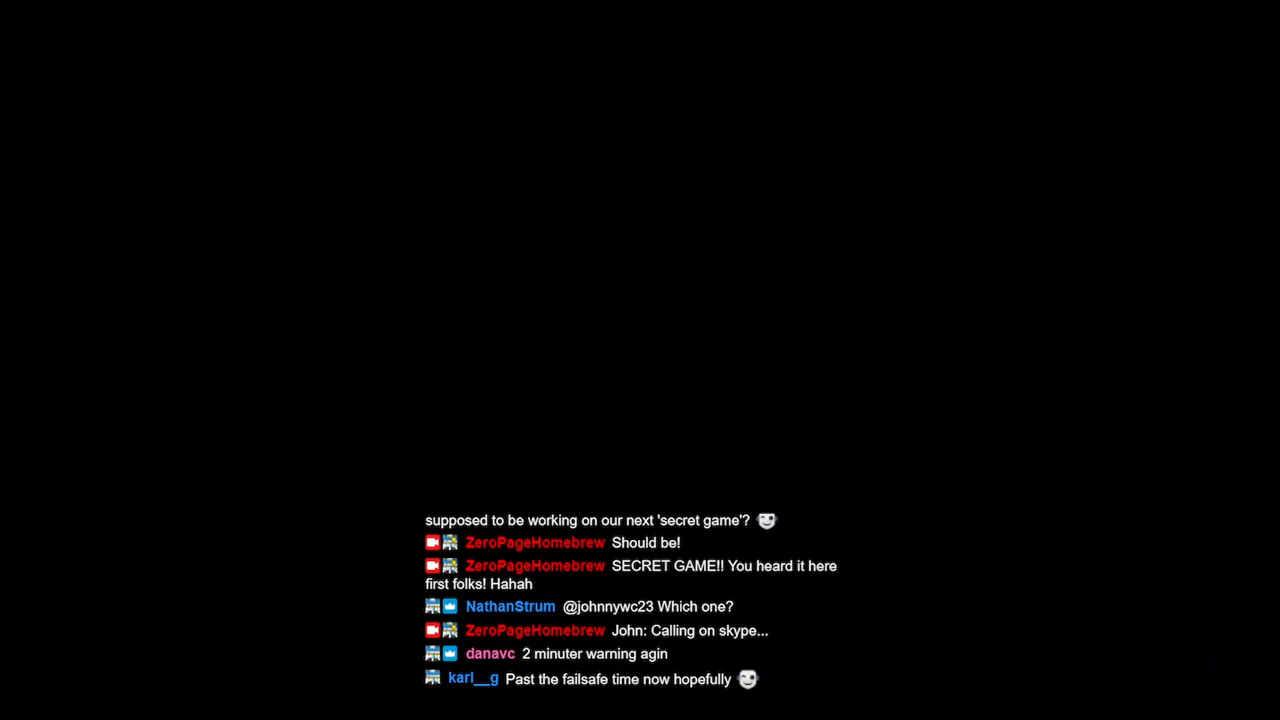 supposed to be working on our next 'secret game'?
ZeroPageHomebrew Should be!
ZeroPageHomebrew SECRET GAME!! You heard it here
first folks! Hahah
NathanStrum @johnnywc23 Which one?
ZeroPageHomebrew John: Calling on skype...
danavc 2 minuter warning agin
karl__g Past the failsafe time now hopefully